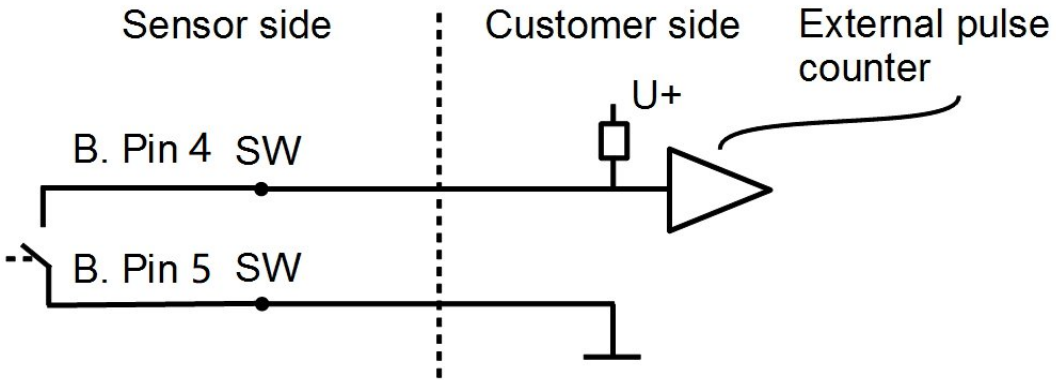 Sensor side
Customer side
External pulse
counter
U+
B. Pin 4 SW
B. Pin 5 SW